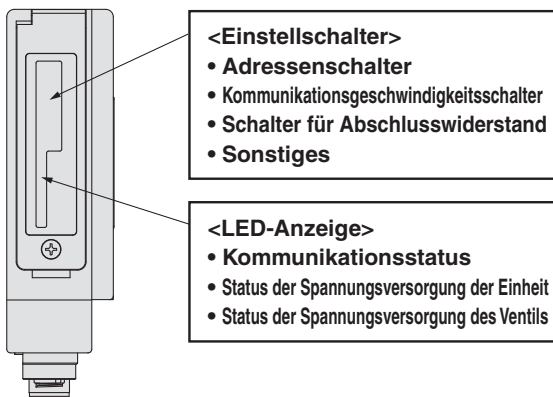 <Einstellschalter>
• Adressenschalter
• Kommunikationsgeschwindigkeitsschalter
• Schalter für Abschlusswiderstand
• Sonstiges
<LED-Anzeige>
• Kommunikationsstatus
• Status der Spannungsversorgung der Einheit
• Status der Spannungsversorgung des Ventils